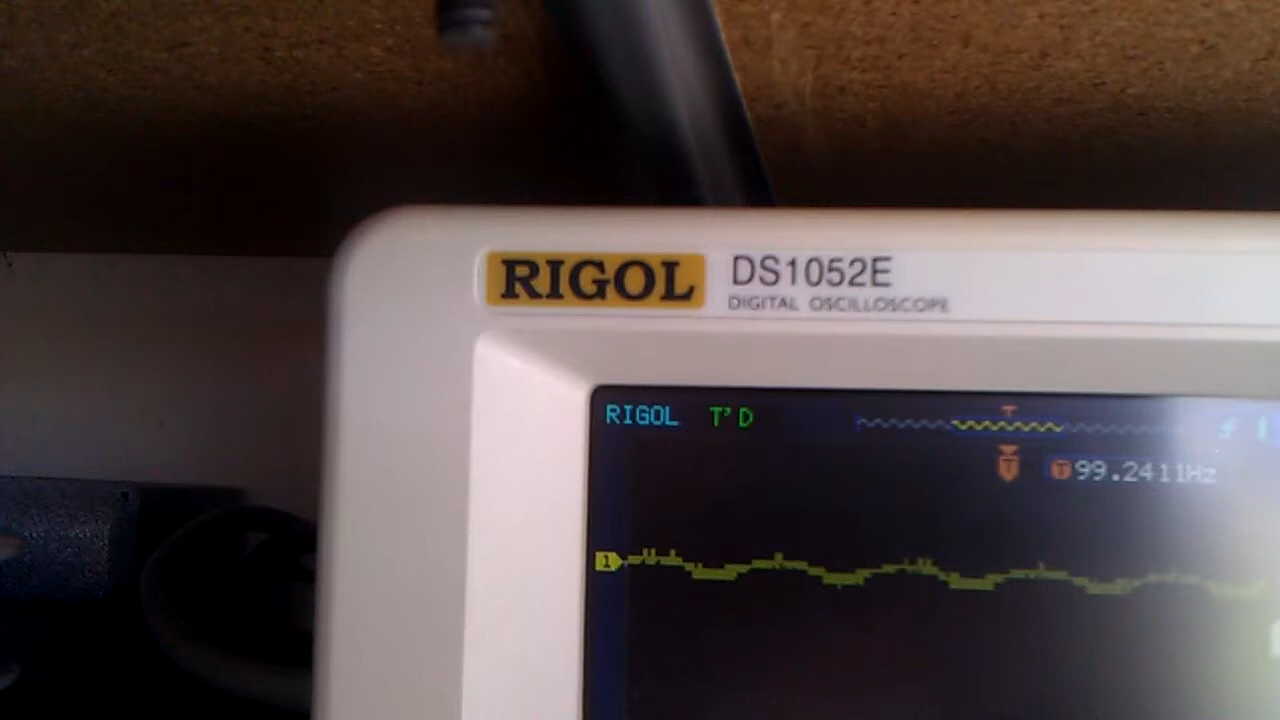 RIGOL DS1052E
DIGITAL OSCILLOSCOPE
RIGOL T'D
T
T T 99.2411Hz
1